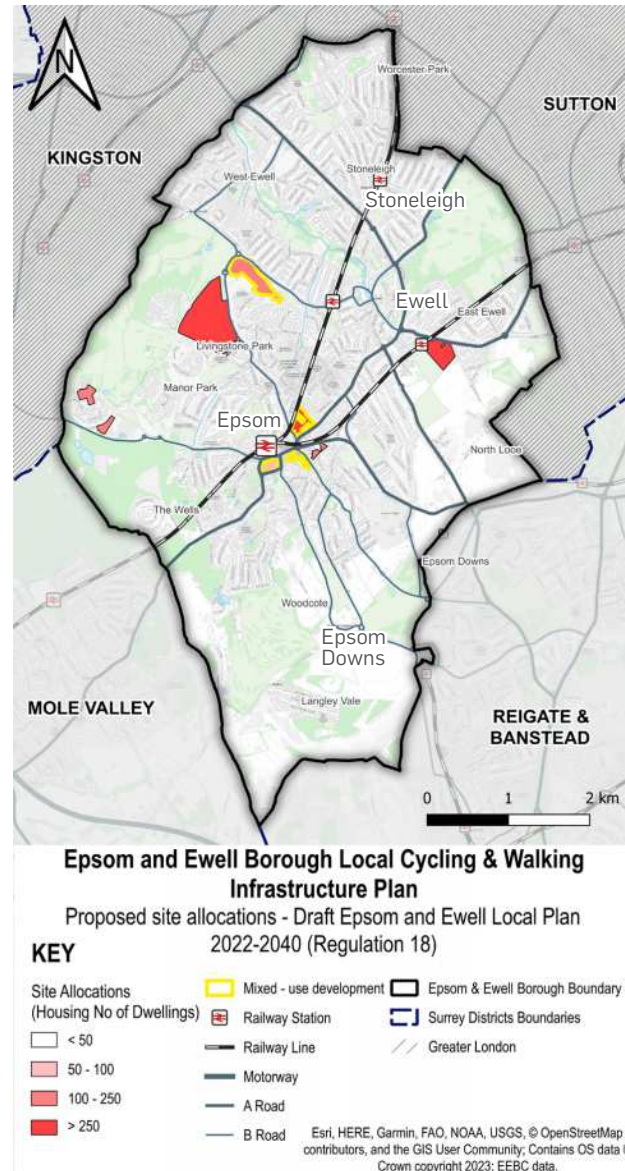 N
Worcester Park
SUTTON
KINGSTON
Stoneleigh
West Ewell
Stoneleigh
Ewell
East Ewell
Livingstone Park
Manor Park
Epsom
North Looe
The Wells
Epsom Downs
Woodcote
Epsom
Downs
MOLE VALLEY
Langley Vale
REIGATE &
BANSTEAD
0 1 2 km
Epsom and Ewell Borough Local Cycling & Walking
Infrastructure Plan
Proposed site allocations - Draft Epsom and Ewell Local Plan
2022-2040 (Regulation 18)
KEY
Site Allocations
(Housing No of Dwellings)
< 50
50 - 100
100 - 250
> 250
Mixed - use development
Railway Station
Railway Line
Motorway
A Road
B Road
Epsom & Ewell Borough Boundary
Surrey Districts Boundaries
Greater London
Esri, HERE, Garmin, FAO, NOAA, USGS, © OpenStreetMap
contributors, and the GIS User Community; Contains OS data
Crown copyright 2023; EEBC data.